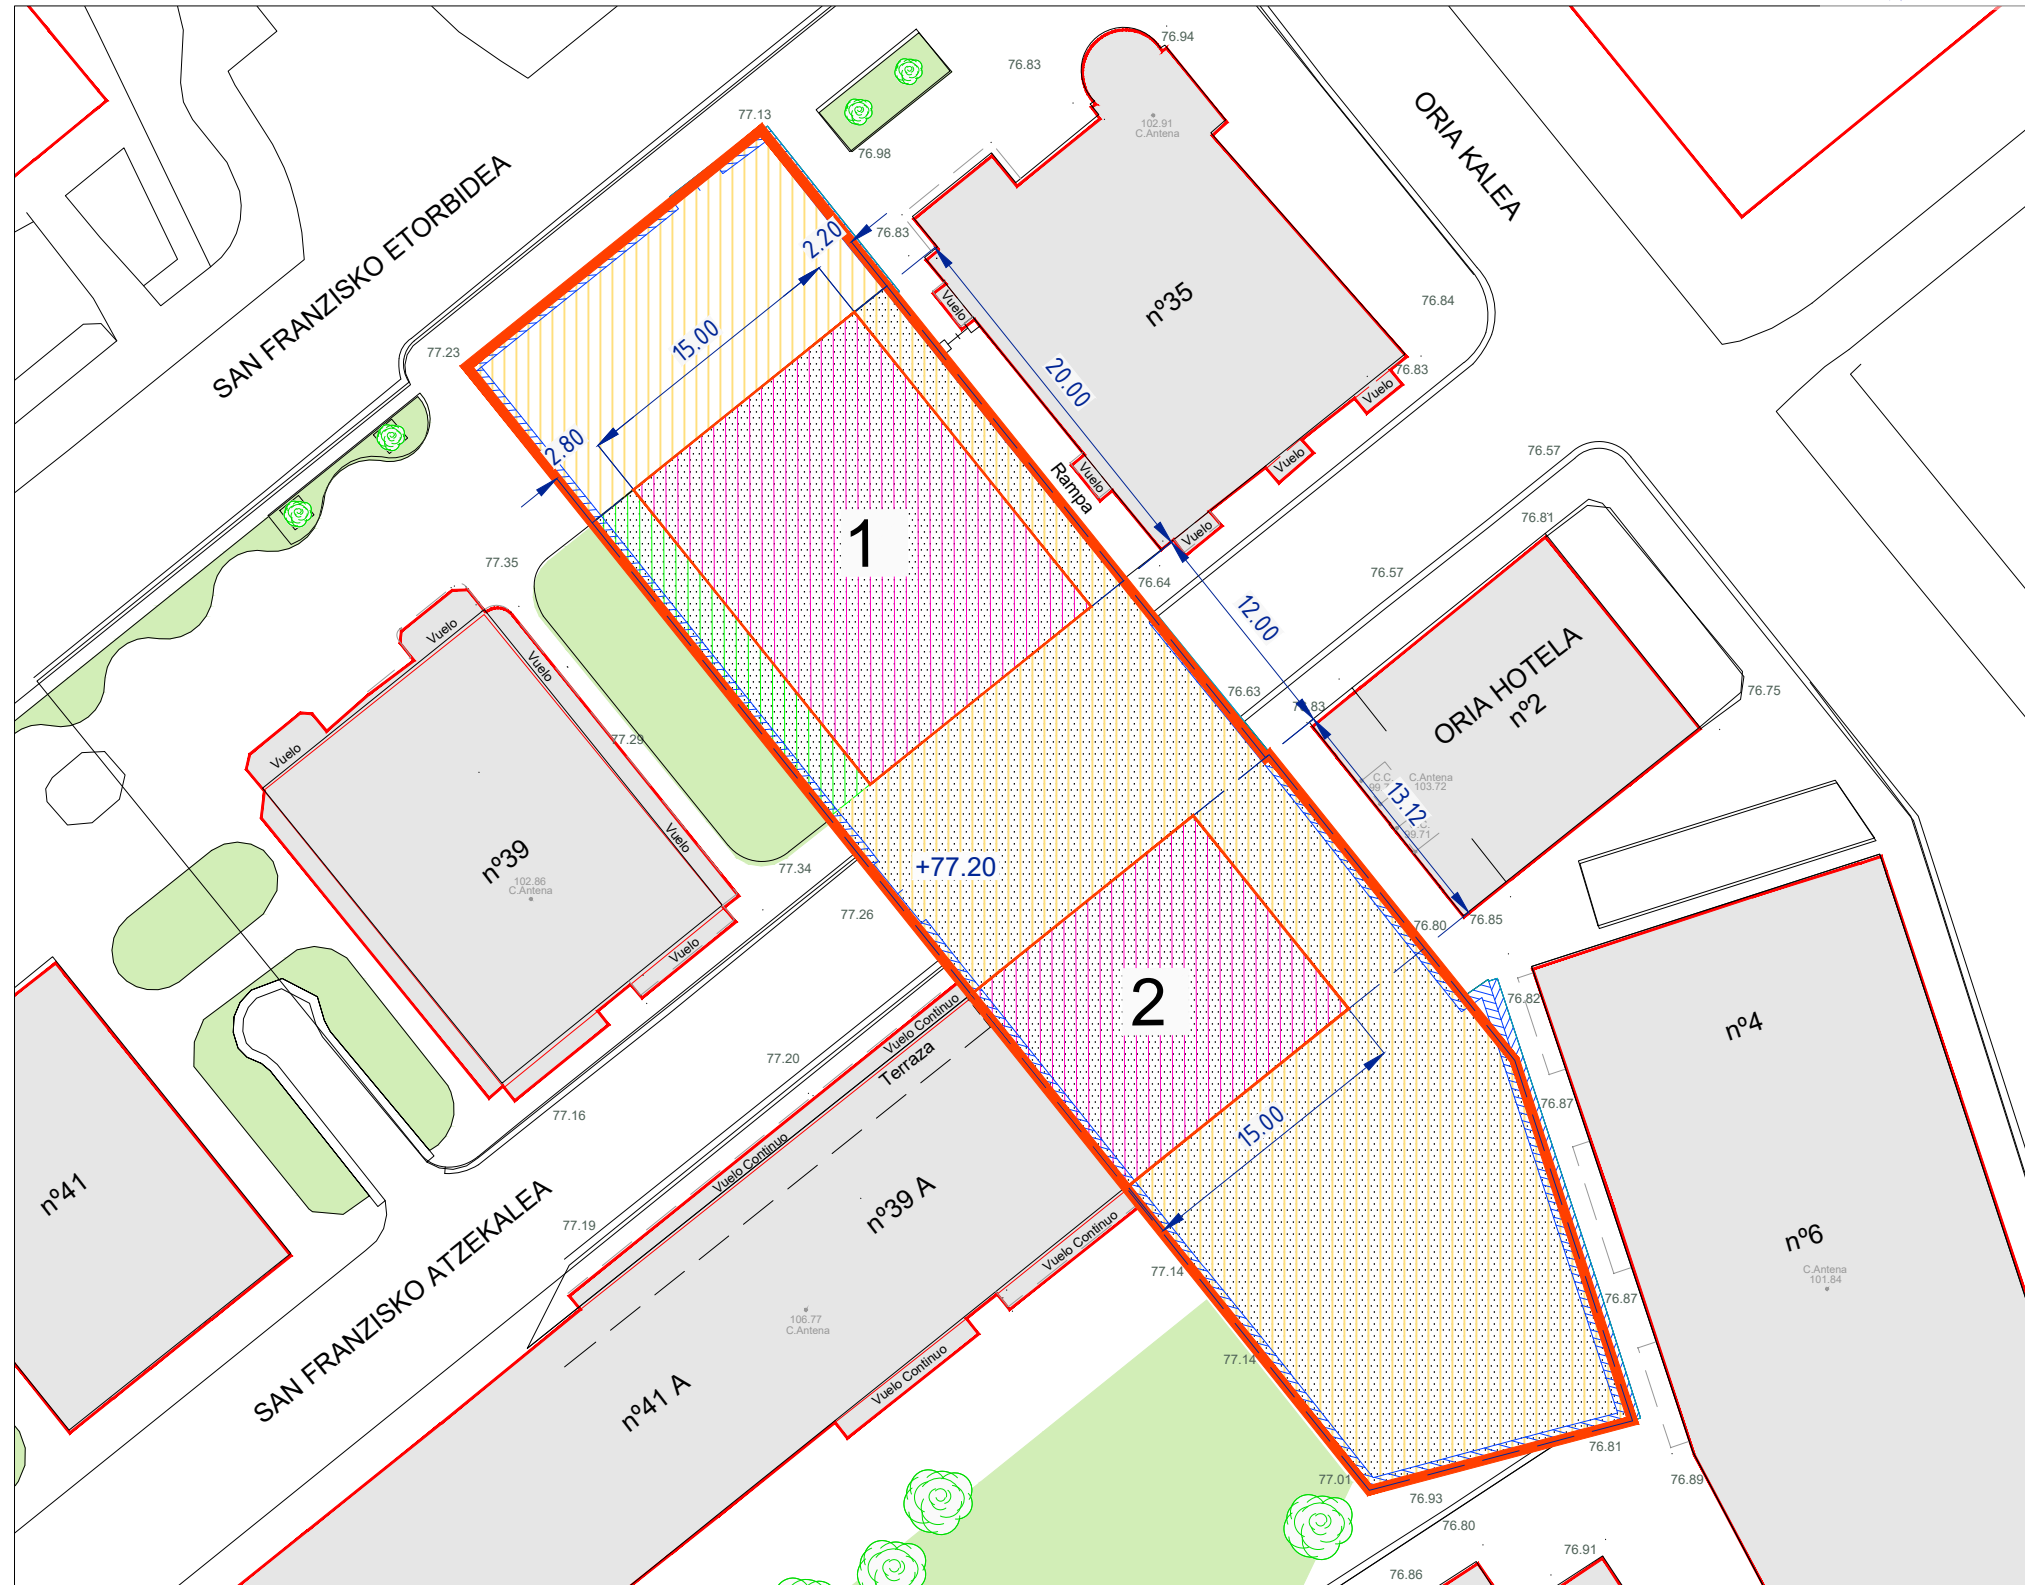 76.94
76.83
ORIA KALEA
102.91
C.Antena
77.13
76.98
SAN FRANZISKO ETORBIDEA
2.20
76.83
Vuelo
nº35
76.84
15.00
77.23
20.00
76.83
Vuelo
2.80
Vuelo
Vuelo
Rampa
Vuelo
76.57
76.81
1
77.35
76.64
76.57
12.00
Vuelo
Vuelo
ORIA HOTELA
nº2
76.63
76.75
77.29
Vuelo
C.C.
C.Antena
103.72
13.12
99.71
Vuelo
nº39
102.86
C.Antena
77.34
+77.20
77.26
76.80
76.85
Vuelo
2
76.82
nº4
Vuelo Continuo
Terraza
77.20
77.16
76.87
15.00
Vuelo Continuo
nº41
nº39 A
77.19
Vuelo Continuo
nº6
C.Antena
101.84
77.14
76.87
SAN FRANZISKO ATZEKALEA
106.77
C.Antena
77.14
Vuelo Continuo
nº41 A
76.81
77.01
76.89
76.93
76.80
76.91
76.86